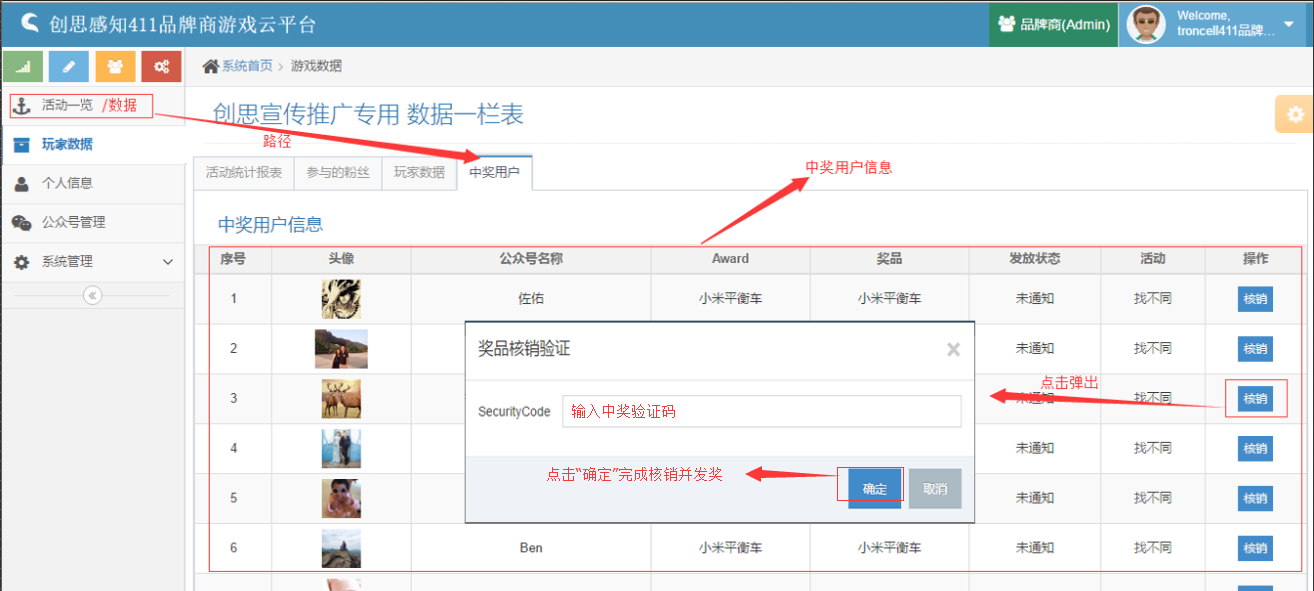 创思感知411品牌商游戏云平台
品牌商(Admin)
Welcome,
troncell411品牌...
系统首页 > 游戏数据
活动一览 /数据
玩家数据
个人信息
公众号管理
系统管理
创思宣传推广专用 数据一栏表
路径
活动统计报表 参与的粉丝 玩家数据 中奖用户
中奖用户信息
中奖用户信息
序号 头像 公众号名称 Award 奖品 发放状态 活动 操作
1 佐佑 小米平衡车 小米平衡车 未通知 找不同 核销
2 未通知 找不同 核销
3 未通知 找不同 核销
点击弹出
4 未通知 找不同 核销
5 未通知 找不同 核销
6 Ben 小米平衡车 小米平衡车 未通知 找不同 核销
奖品核销验证 ×
SecurityCode 输入中奖验证码
点击“确定”完成核销并发奖
确定 取消